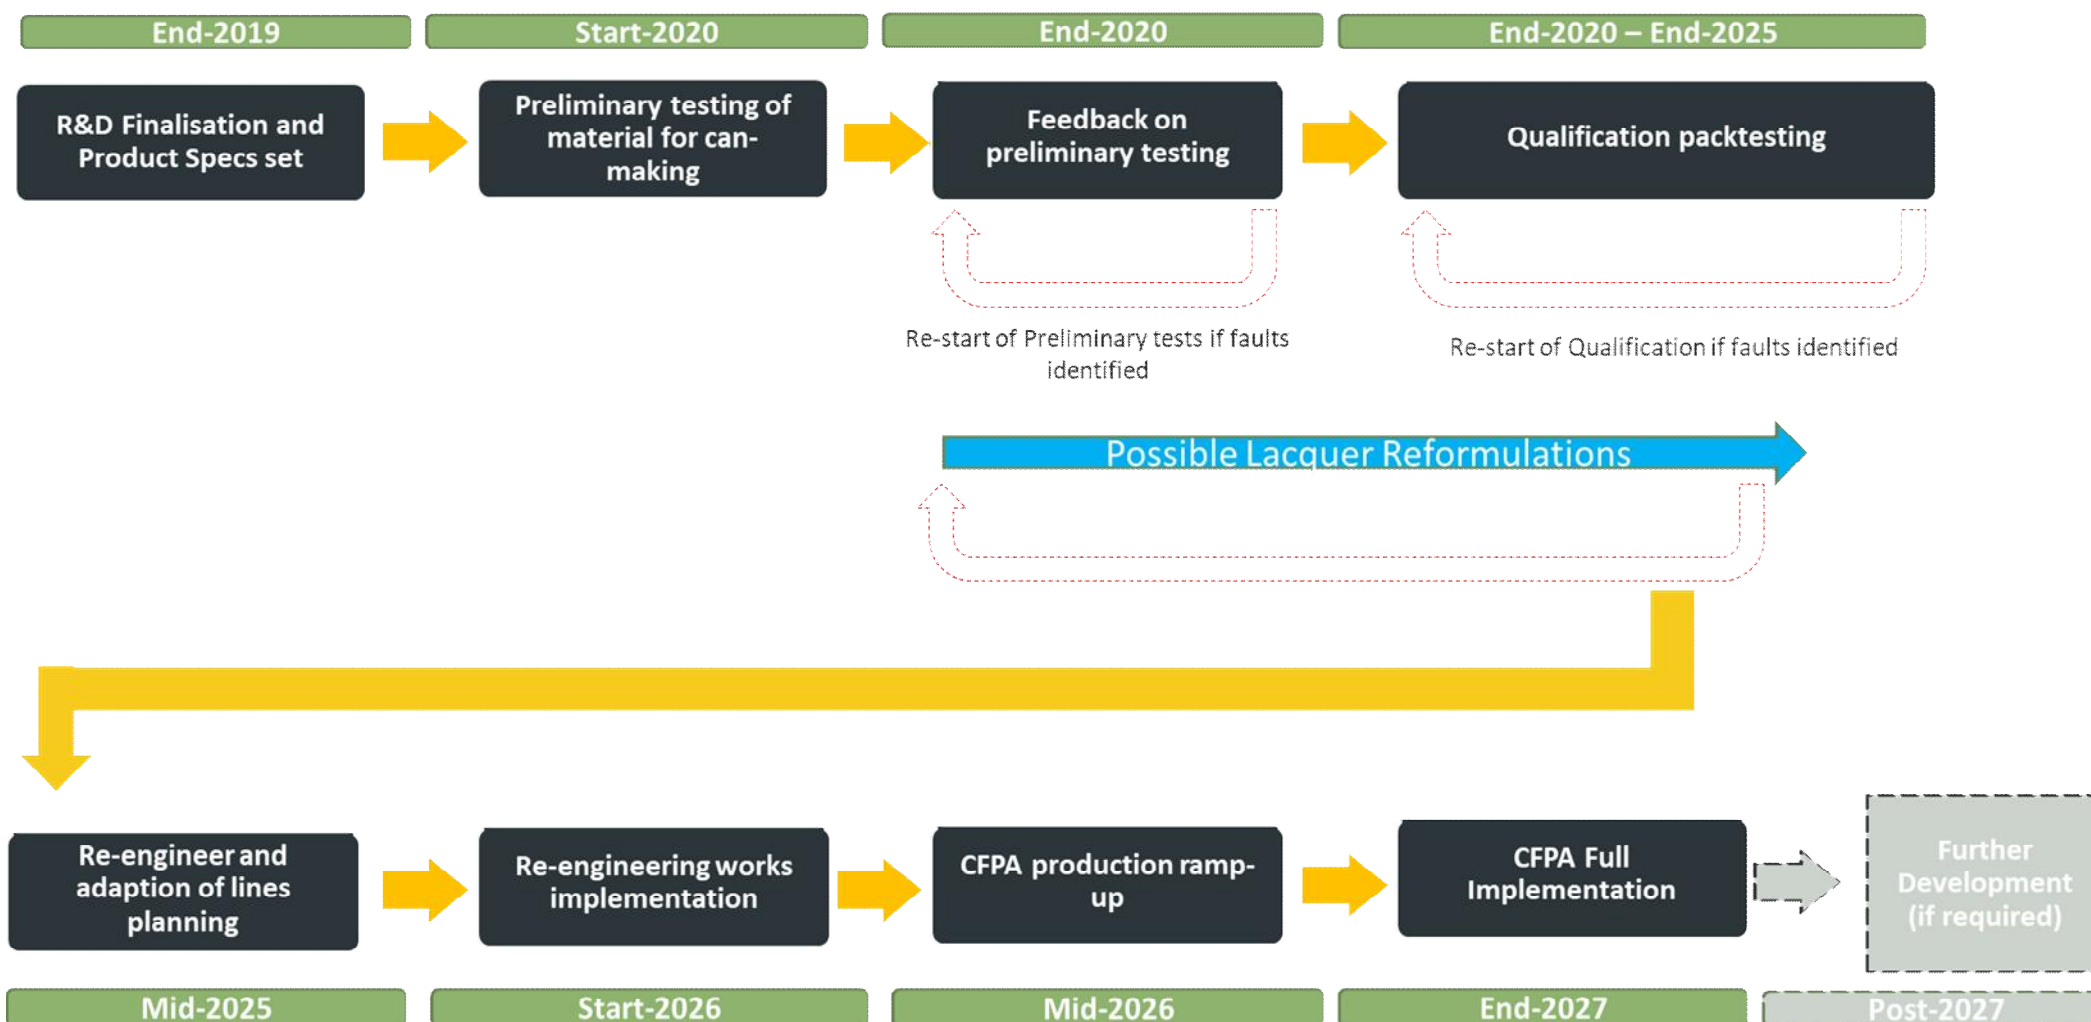 End-2019
Start-2020
End-2020
End-2020 – End-2025
R&D Finalisation and
Product Specs set
Preliminary testing of
material for can-
making
Feedback on
preliminary testing
Qualification packtesting
Re-start of Preliminary tests if faults
identified
Re-start of Qualification if faults identified
Possible Lacquer Reformulations
Re-engineer and
adaption of lines
planning
Re-engineering works
implementation
CFPA production ramp-
up
CFPA Full
Implementation
Further
Development
(if required)
Mid-2025
Start-2026
Mid-2026
End-2027
Post-2027